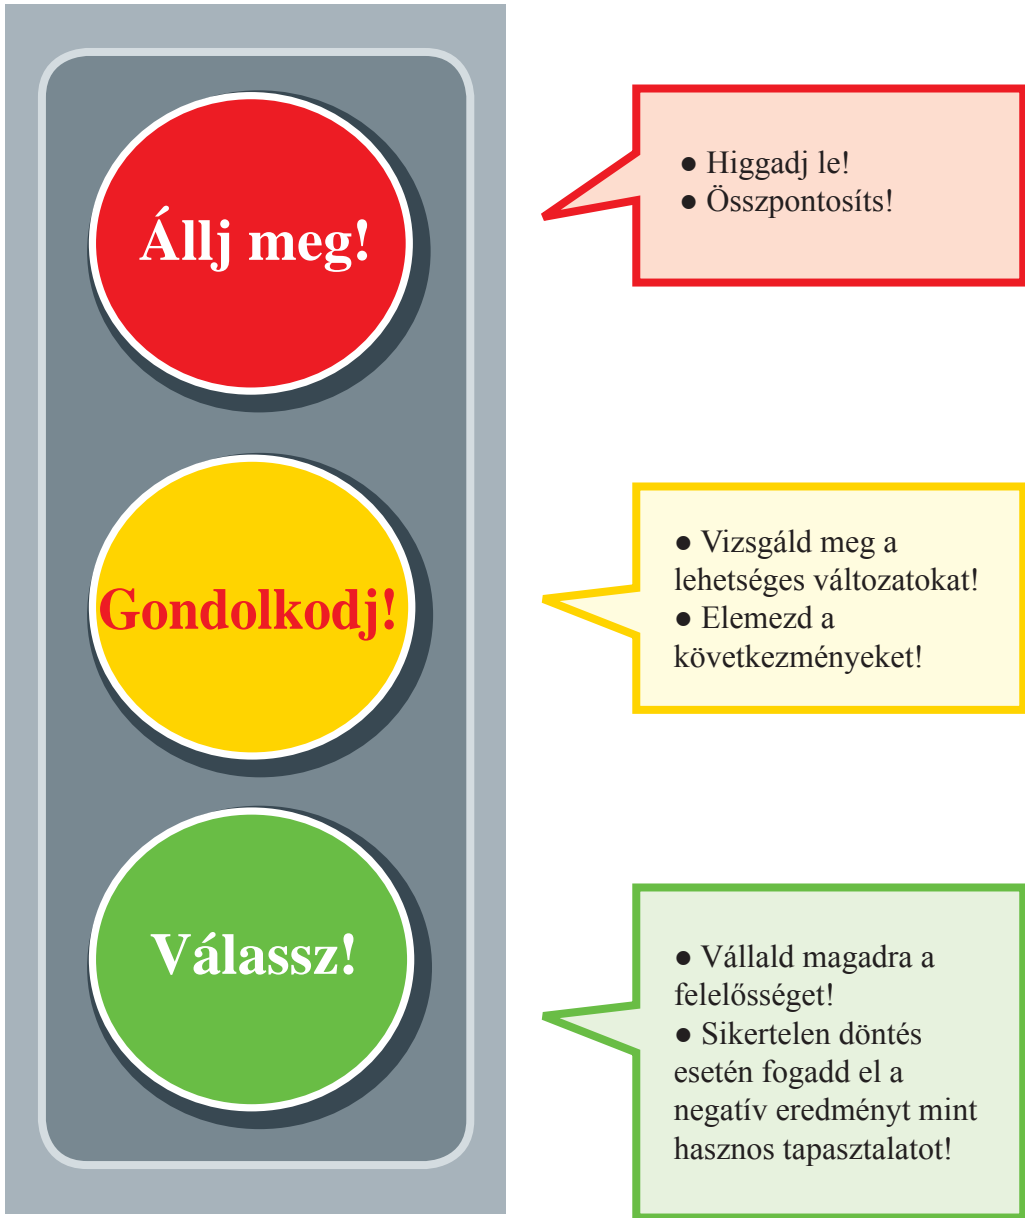 Állj meg!
● Higgadj le!
● Összpontosíts!
Gondolkodj!
● Vizsgáld meg a
lehetséges változatokat!
● Elemezd a
következményeket!
Válassz!
● Vállald magadra a
felelősséget!
● Sikertelen döntés
esetén fogadd el a
negatív eredményt mint
hasznos tapasztalatot!